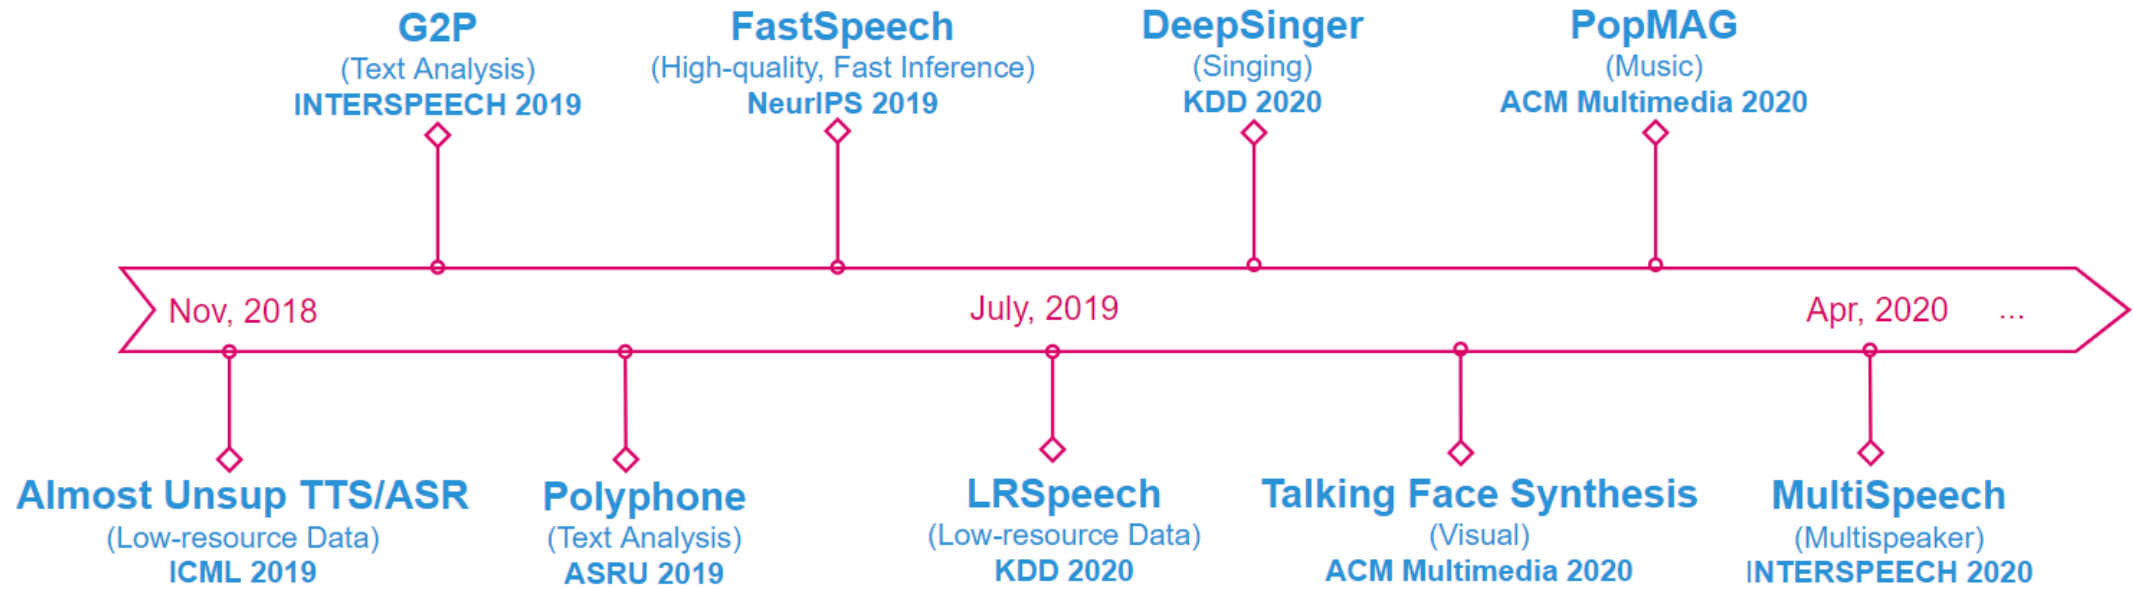 G2P
(Text Analysis)
INTERSPEECH 2019
FastSpeech
(High-quality, Fast Inference)
NeurIPS 2019
DeepSinger
(Singing)
KDD 2020
PopMAG
(Music)
ACM Multimedia 2020
Nov, 2018
July, 2019
Apr, 2020
...
Almost Unsup TTS/ASR
(Low-resource Data)
ICML 2019
Polyphone
(Text Analysis)
ASRU 2019
LRSpeech
(Low-resource Data)
KDD 2020
Talking Face Synthesis
(Visual)
ACM Multimedia 2020
MultiSpeech
(Multispeaker)
INTERSPEECH 2020